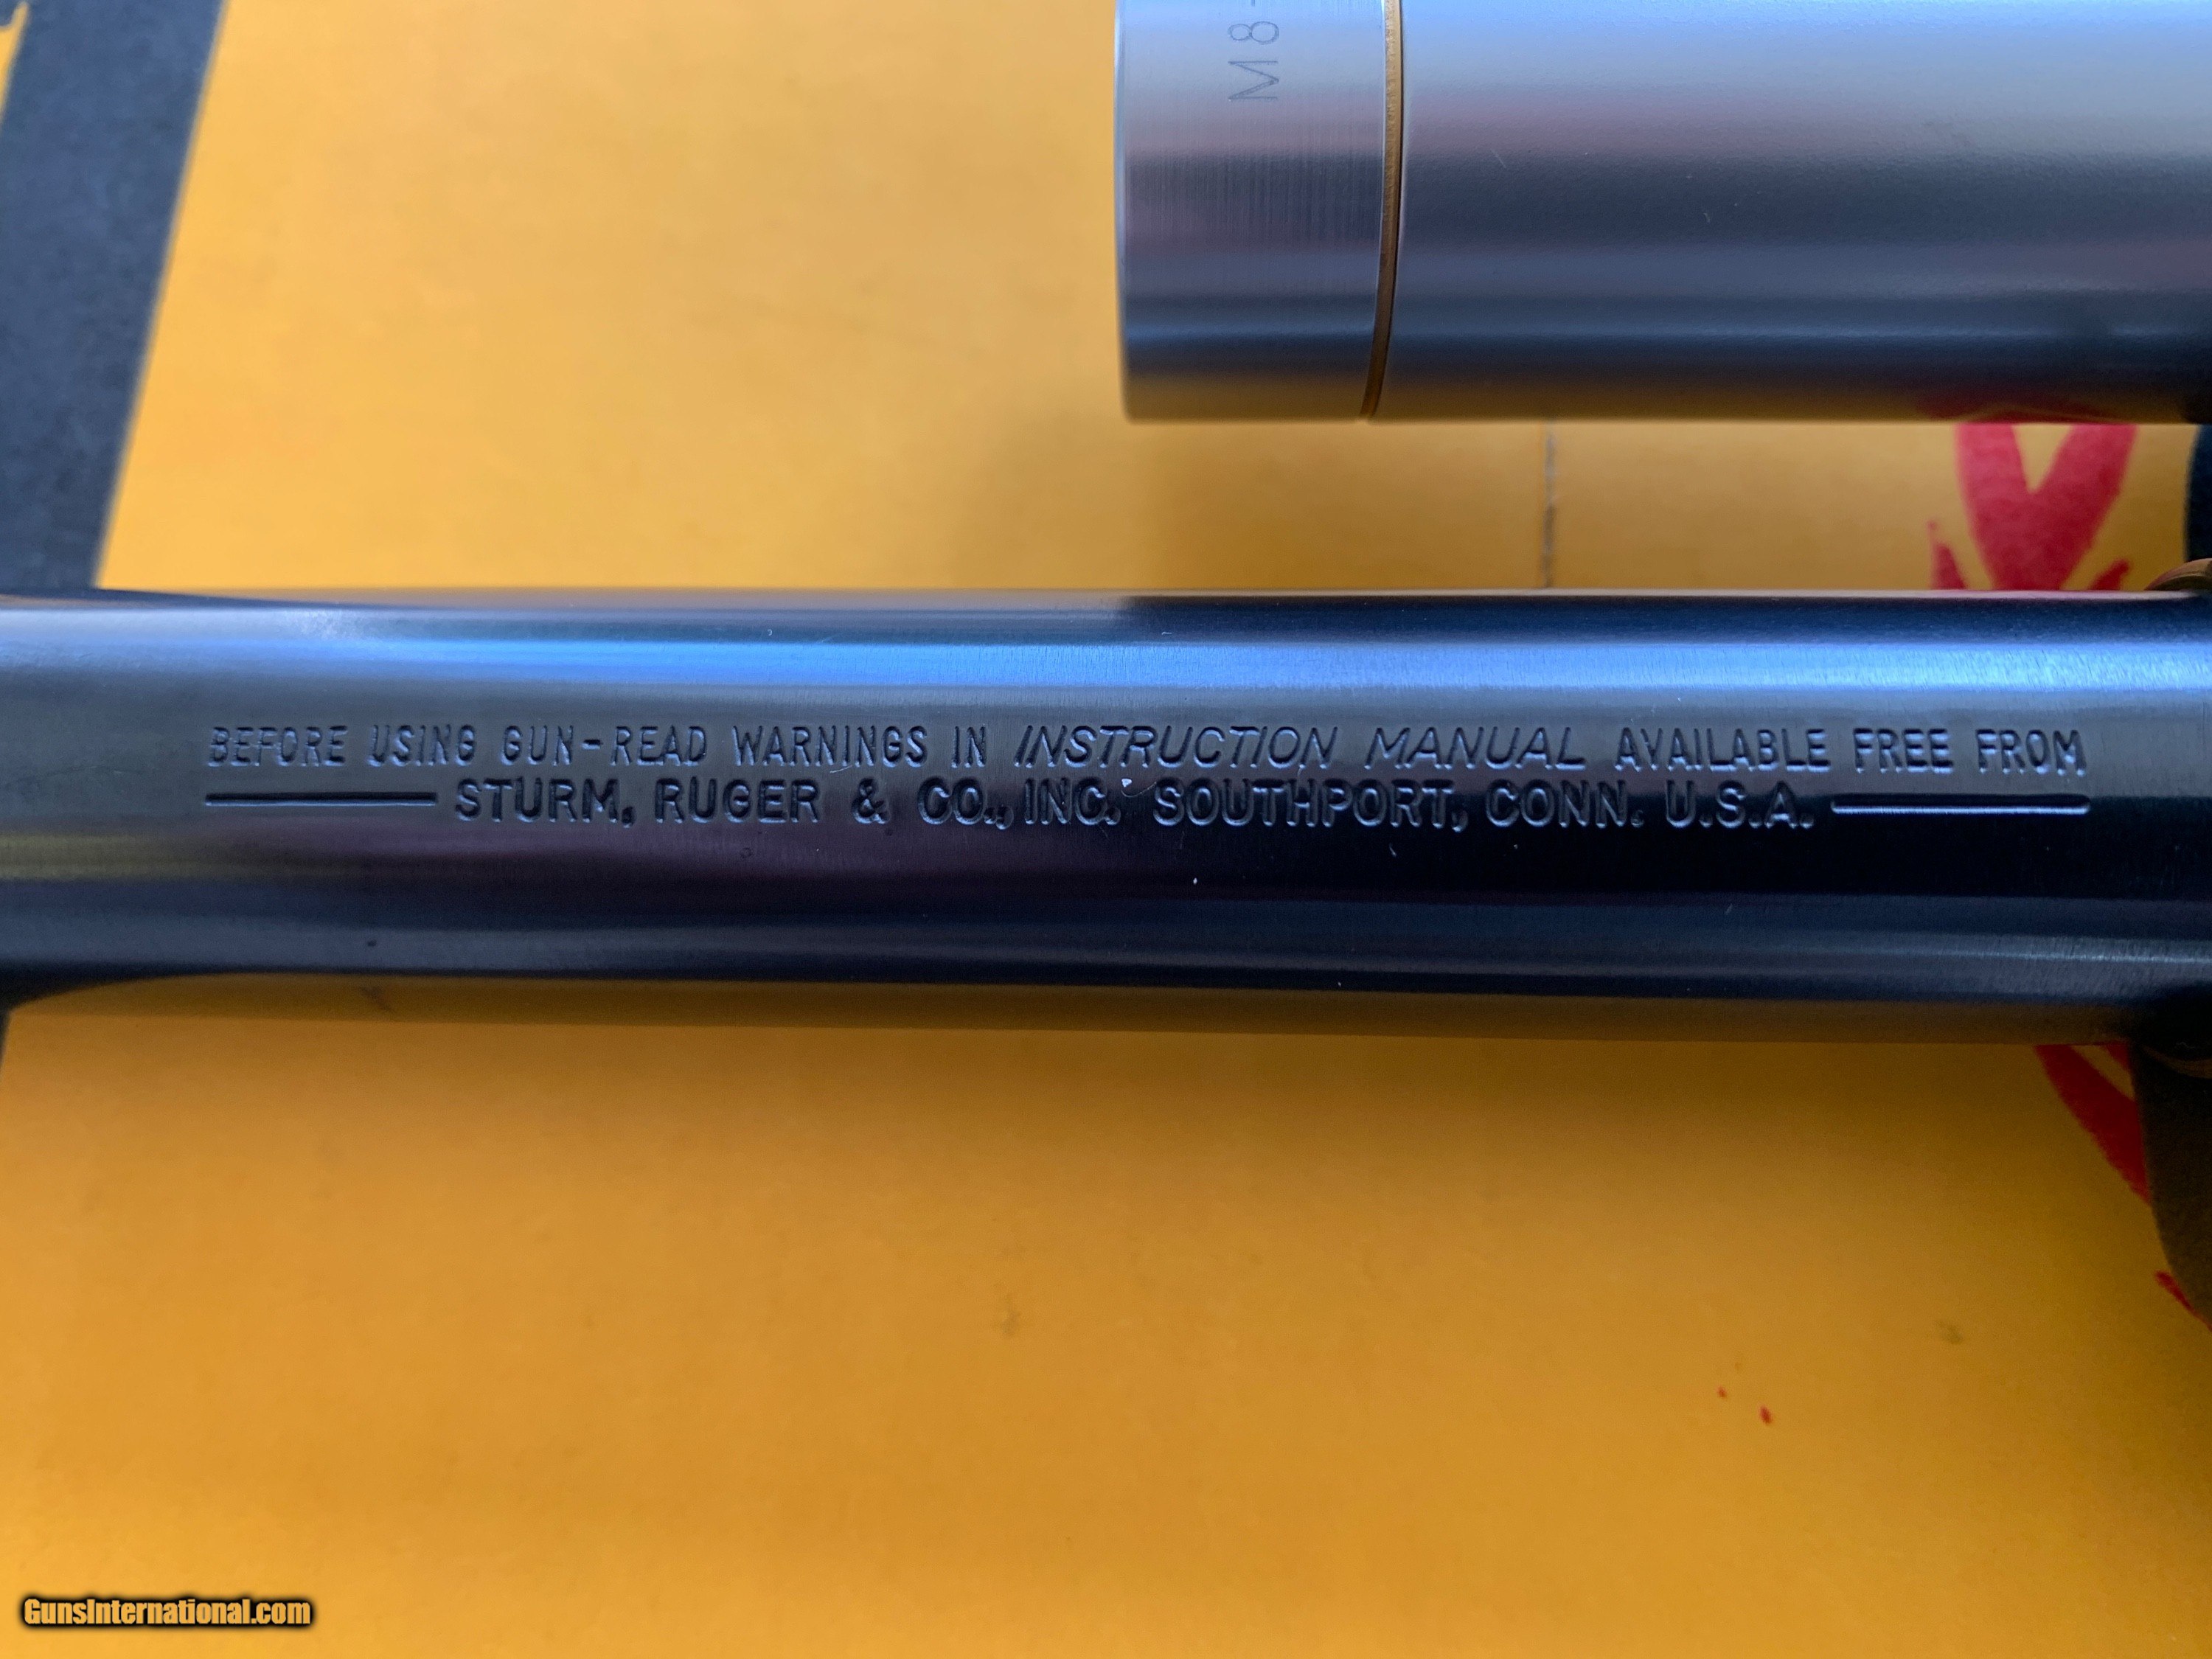 M8
BEFORE USING GUN-READ WARNINGS IN INSTRUCTION MANUAL AVAILABLE FREE FROM
STURM, RUGER & CO., INC. SOUTHPORT, CONN. U.S.A.
GunsInternational.com